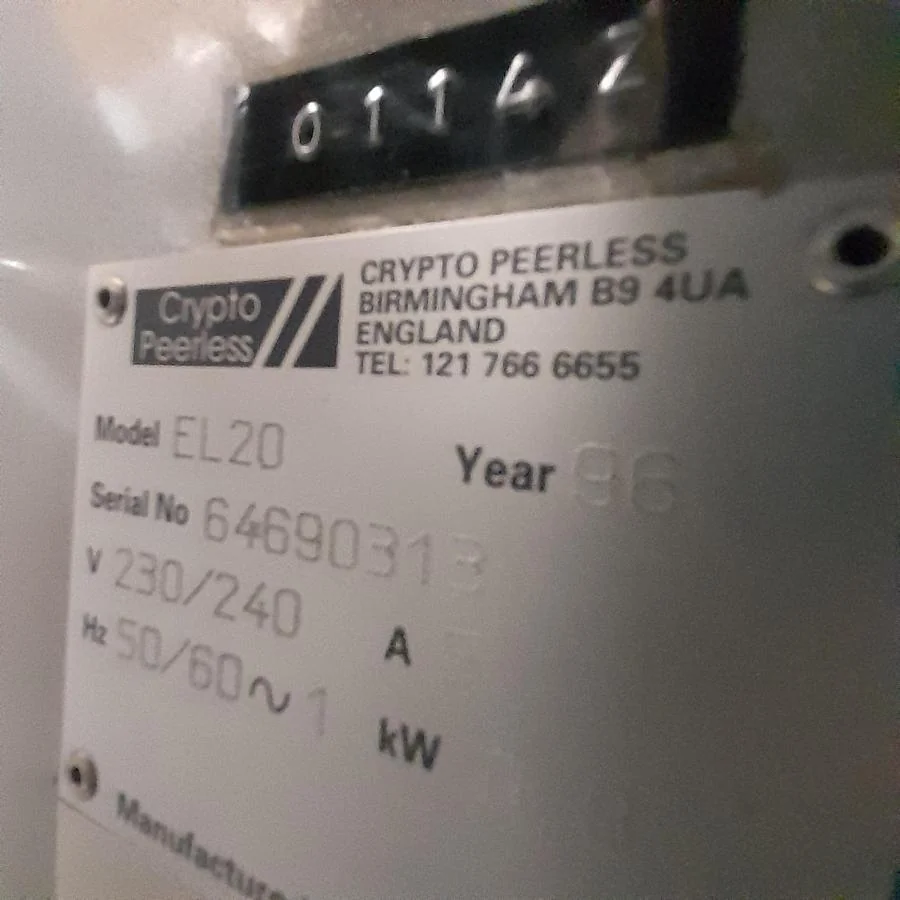 01142
Crypto
Peerless
CRYPTO PEERLESS
BIRMINGHAM B9 4UA
ENGLAND
TEL: 121 766 6655
Model EL20
Year 96
Serial No 64690313
V 230/240
A
Hz 50/60~1
kW